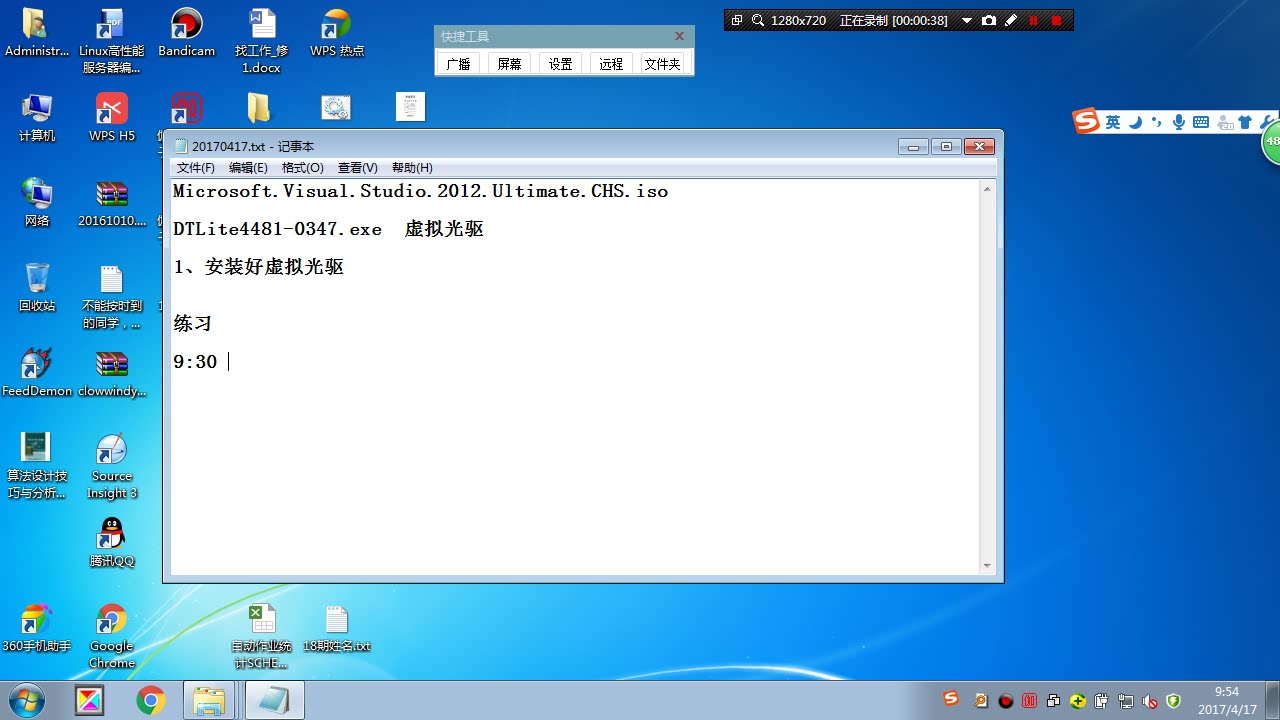 Administr...
Linux高性能
服务器编...
Bandicam
找工作_修
1.docx
WPS 热点
快捷工具
广播 屏幕 设置 远程 文件夹
1280x720 正在录制 [00:00:38]
计算机
WPS H5
英
48
20170417.txt - 记事本
文件(F) 编辑(E) 格式(O) 查看(V) 帮助(H)
Microsoft.Visual.Studio.2012.Ultimate.CHS.iso
DTLite4481-0347.exe 虚拟光驱
1、安装好虚拟光驱
练习
9:30
网络
20161010....
回收站
不能按时到
的同学，...
FeedDemon
clowwindy...
算法设计技
巧与分析...
Source
Insight 3
腾讯QQ
360手机助手
Google
Chrome
自动作业统
计SCHE...
18期姓名.txt
9:54
2017/4/17